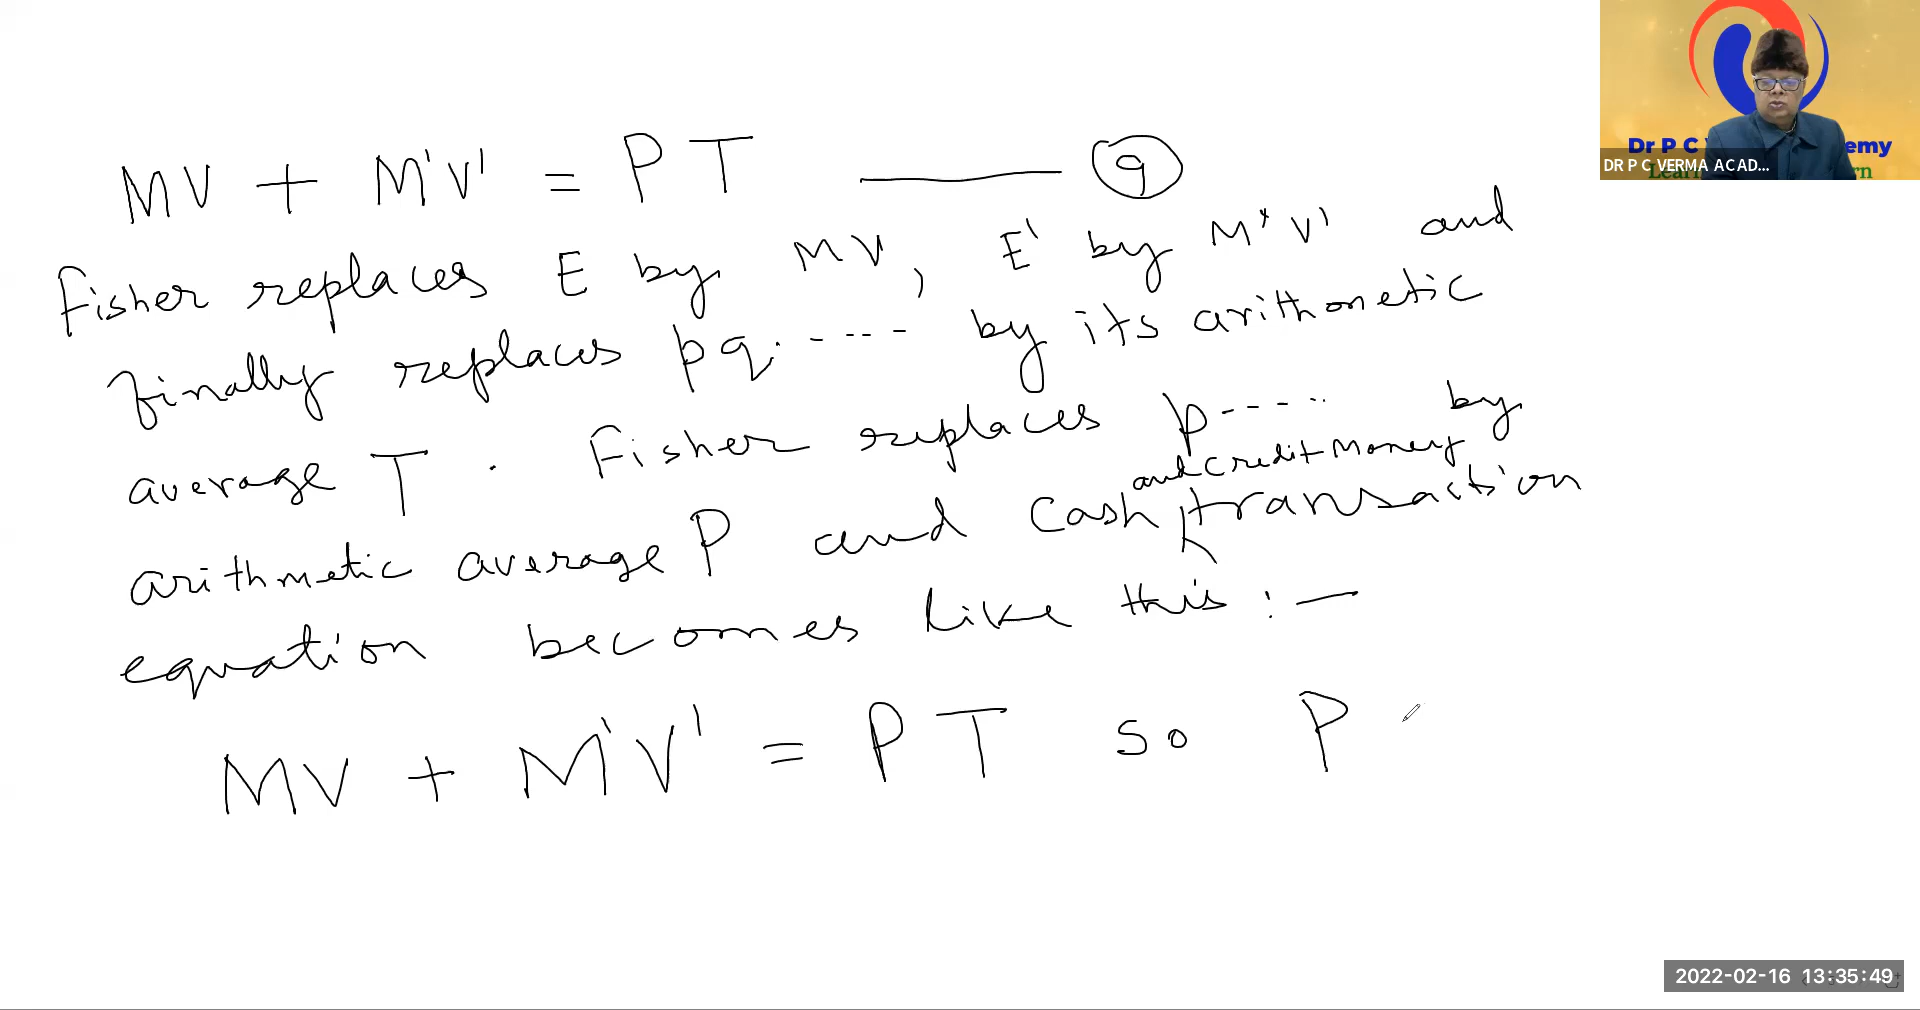 MV + M'V' = PT ——— 9
Fisher replaces E by MV, E' by M'V' and
finally replaces pq.---- by its arithmetic
average T. Fisher replaces p----.. by
and credit money
arithmetic average P and cash transaction
equation becomes like this :—
MV + M'V' = PT so P
Dr P C emy
DR P C VERMA ACAD...
Lear rn
2022-02-16 13:35:49